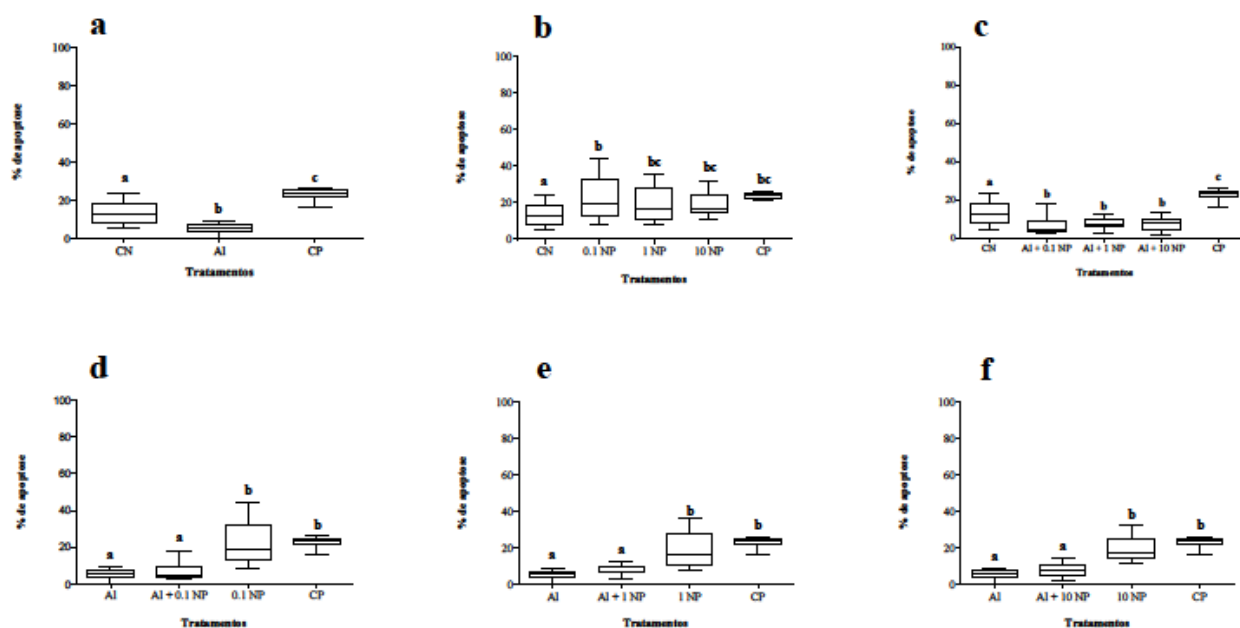 a
% de apoptose
100
80
60
40
20
0
a
b
c
CN
Al
CP
Tratamentos
b
% de apoptose
100
80
60
40
20
0
a
b
bc
bc
bc
CN
0.1 NP
1 NP
10 NP
CP
Tratamentos
c
% de apoptose
100
80
60
40
20
0
a
b
b
b
c
CN
Al + 0.1 NP
Al + 1 NP
Al + 10 NP
CP
Tratamentos
d
% de apoptose
100
80
60
40
20
0
a
a
b
b
Al
Al + 0.1 NP
0.1 NP
CP
Tratamentos
e
% de apoptose
100
80
60
40
20
0
a
a
b
b
Al
Al + 1 NP
1 NP
CP
Tratamentos
f
% de apoptose
100
80
60
40
20
0
a
a
b
b
Al
Al + 10 NP
10 NP
CP
Tratamentos